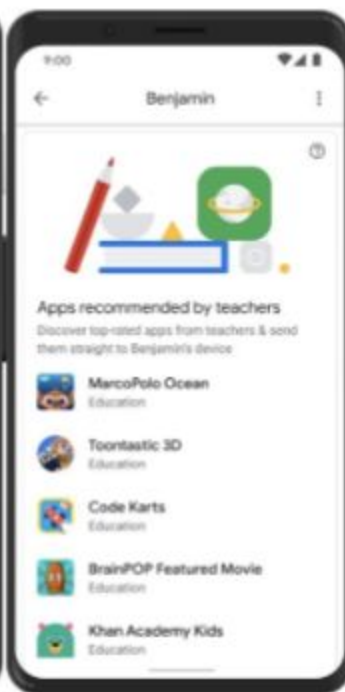 9:00
Benjamin
Apps recommended by teachers
Discover top-rated apps from teachers & send
them straight to Benjamin's device
MarcoPolo Ocean
Education
Toontastic 3D
Education
Code Karts
Education
BrainPOP Featured Movie
Education
Khan Academy Kids
Education